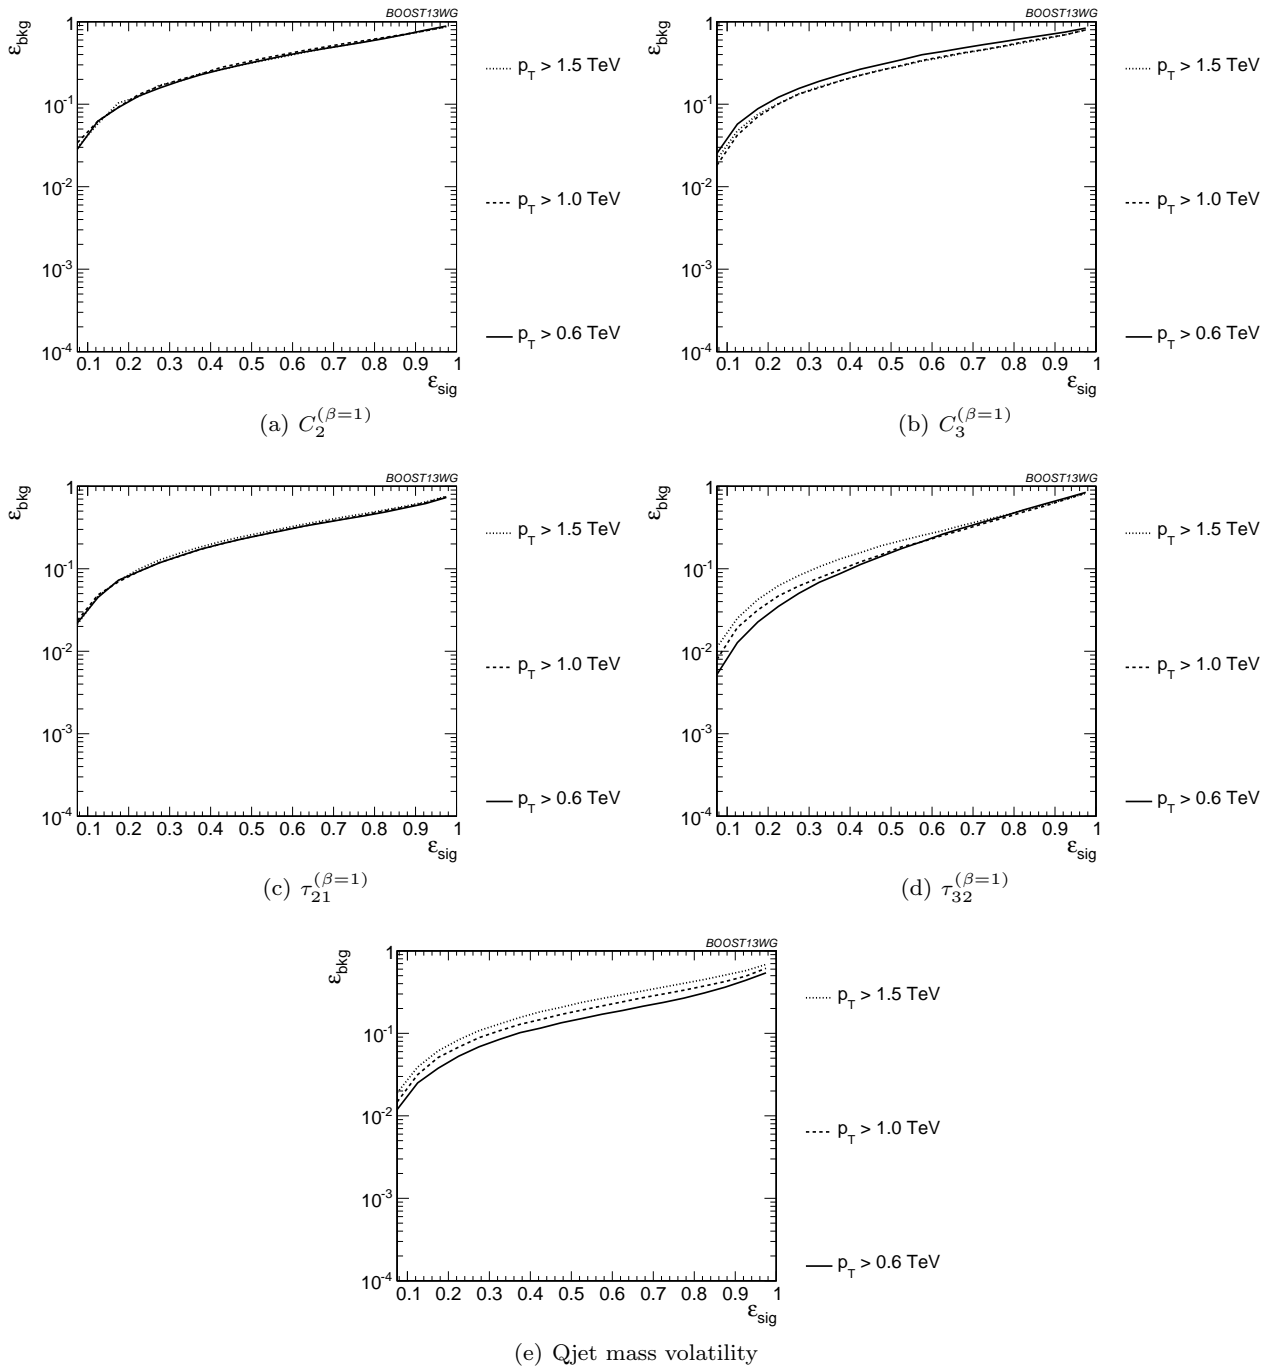 BOOST13WG
ε_bkg
1
10^-1
10^-2
10^-3
10^-4
0.1 0.2 0.3 0.4 0.5 0.6 0.7 0.8 0.9 1
ε_sig
p_T > 1.5 TeV
p_T > 1.0 TeV
p_T > 0.6 TeV
(a) C_2^(β=1)
BOOST13WG
ε_bkg
1
10^-1
10^-2
10^-3
10^-4
0.1 0.2 0.3 0.4 0.5 0.6 0.7 0.8 0.9 1
ε_sig
p_T > 1.5 TeV
p_T > 1.0 TeV
p_T > 0.6 TeV
(b) C_3^(β=1)
BOOST13WG
ε_bkg
1
10^-1
10^-2
10^-3
10^-4
0.1 0.2 0.3 0.4 0.5 0.6 0.7 0.8 0.9 1
ε_sig
p_T > 1.5 TeV
p_T > 1.0 TeV
p_T > 0.6 TeV
(c) τ_21^(β=1)
BOOST13WG
ε_bkg
1
10^-1
10^-2
10^-3
10^-4
0.1 0.2 0.3 0.4 0.5 0.6 0.7 0.8 0.9 1
ε_sig
p_T > 1.5 TeV
p_T > 1.0 TeV
p_T > 0.6 TeV
(d) τ_32^(β=1)
BOOST13WG
ε_bkg
1
10^-1
10^-2
10^-3
10^-4
0.1 0.2 0.3 0.4 0.5 0.6 0.7 0.8 0.9 1
ε_sig
p_T > 1.5 TeV
p_T > 1.0 TeV
p_T > 0.6 TeV
(e) Qjet mass volatility